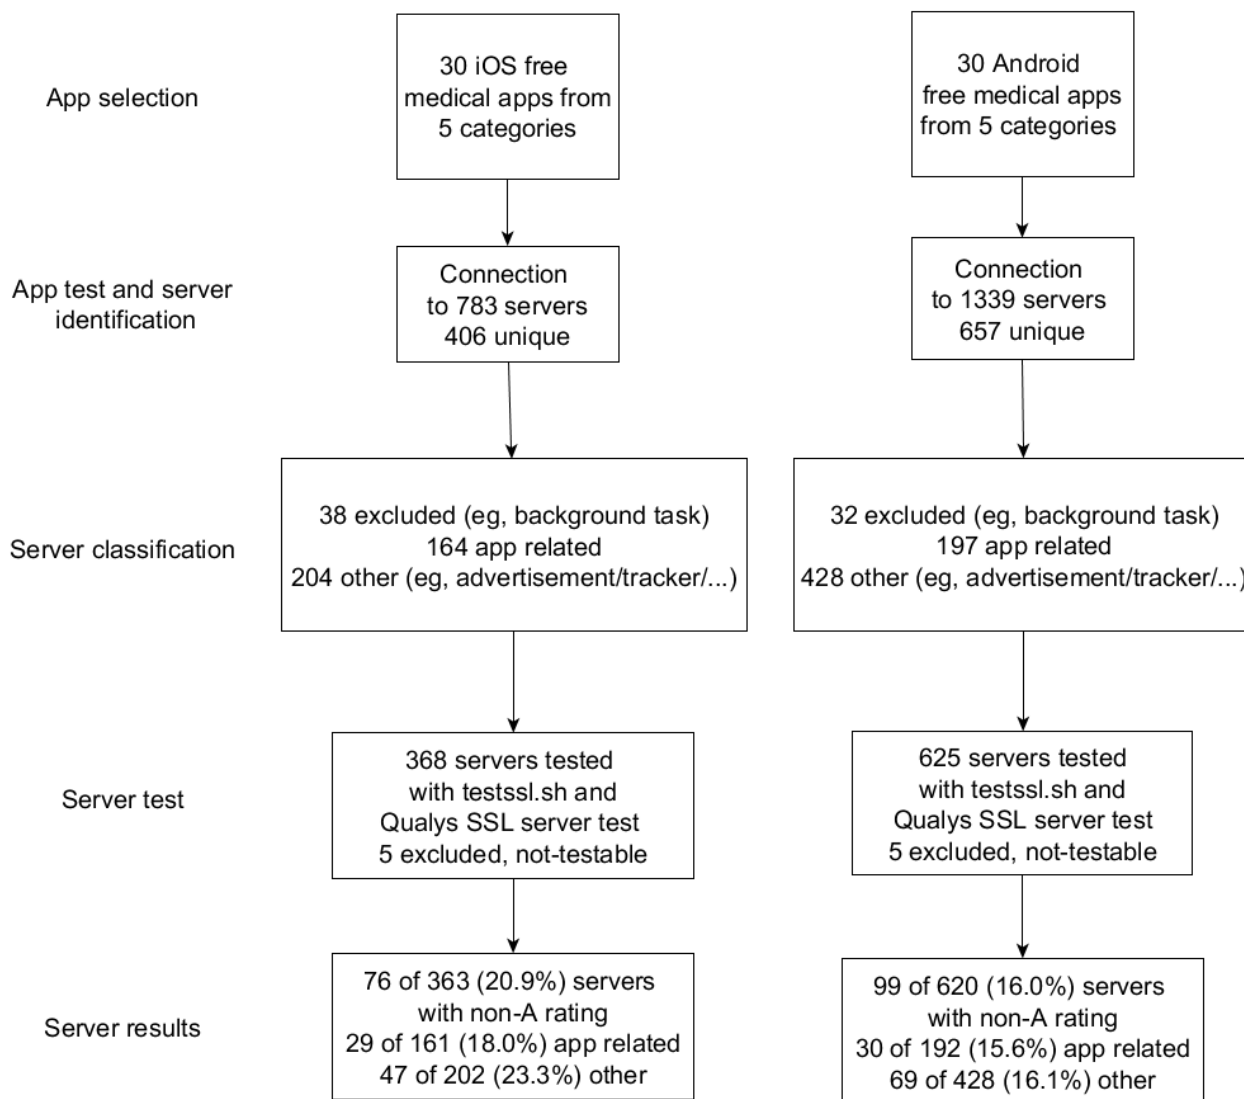 App selection
30 iOS free
medical apps from
5 categories
30 Android
free medical apps
from 5 categories
App test and server
identification
Connection
to 783 servers
406 unique
Connection
to 1339 servers
657 unique
Server classification
38 excluded (eg, background task)
164 app related
204 other (eg, advertisement/tracker/...)
32 excluded (eg, background task)
197 app related
428 other (eg, advertisement/tracker/...)
Server test
368 servers tested
with testssl.sh and
Qualys SSL server test
5 excluded, not-testable
625 servers tested
with testssl.sh and
Qualys SSL server test
5 excluded, not-testable
Server results
76 of 363 (20.9%) servers
with non-A rating
29 of 161 (18.0%) app related
47 of 202 (23.3%) other
99 of 620 (16.0%) servers
with non-A rating
30 of 192 (15.6%) app related
69 of 428 (16.1%) other